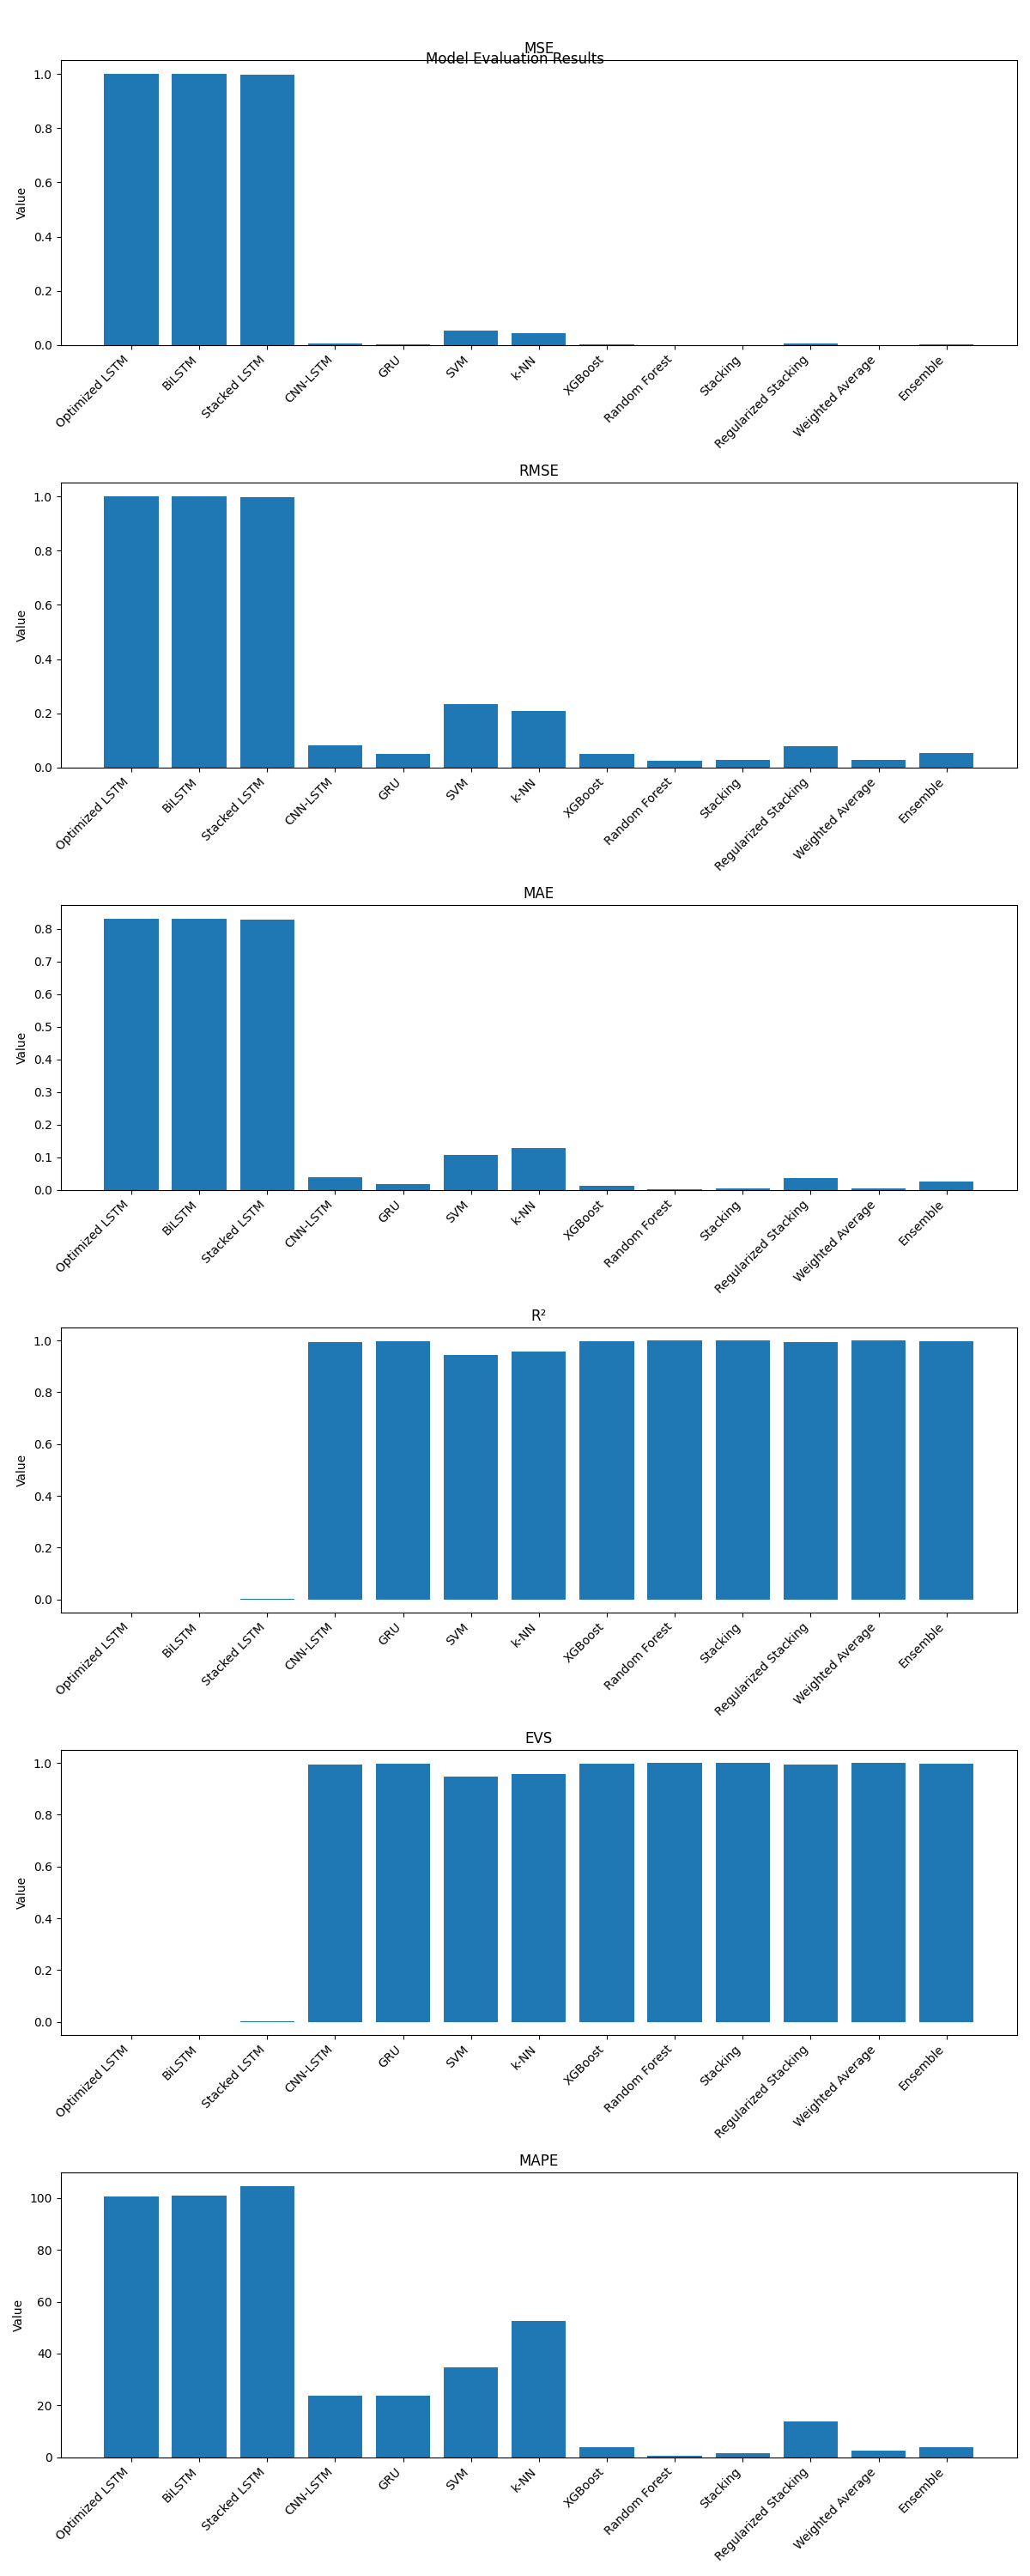 MSE
Model Evaluation Results
Value
1.0
0.8
0.6
0.4
0.2
0.0
Optimized LSTM
BiLSTM
Stacked LSTM
CNN-LSTM
GRU
SVM
k-NN
XGBoost
Random Forest
Stacking
Regularized Stacking
Weighted Average
Ensemble
RMSE
Value
1.0
0.8
0.6
0.4
0.2
0.0
Optimized LSTM
BiLSTM
Stacked LSTM
CNN-LSTM
GRU
SVM
k-NN
XGBoost
Random Forest
Stacking
Regularized Stacking
Weighted Average
Ensemble
MAE
Value
0.8
0.7
0.6
0.5
0.4
0.3
0.2
0.1
0.0
Optimized LSTM
BiLSTM
Stacked LSTM
CNN-LSTM
GRU
SVM
k-NN
XGBoost
Random Forest
Stacking
Regularized Stacking
Weighted Average
Ensemble
R²
Value
1.0
0.8
0.6
0.4
0.2
0.0
Optimized LSTM
BiLSTM
Stacked LSTM
CNN-LSTM
GRU
SVM
k-NN
XGBoost
Random Forest
Stacking
Regularized Stacking
Weighted Average
Ensemble
EVS
Value
1.0
0.8
0.6
0.4
0.2
0.0
Optimized LSTM
BiLSTM
Stacked LSTM
CNN-LSTM
GRU
SVM
k-NN
XGBoost
Random Forest
Stacking
Regularized Stacking
Weighted Average
Ensemble
MAPE
Value
100
80
60
40
20
0
Optimized LSTM
BiLSTM
Stacked LSTM
CNN-LSTM
GRU
SVM
k-NN
XGBoost
Random Forest
Stacking
Regularized Stacking
Weighted Average
Ensemble